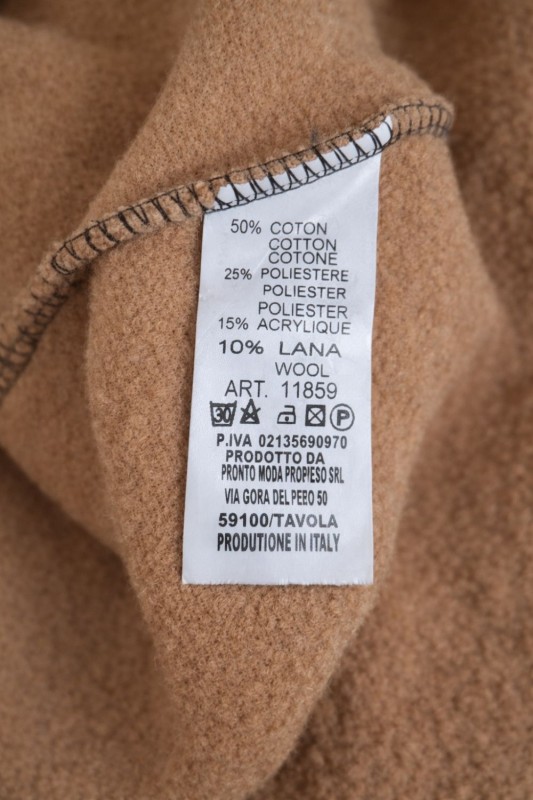 50% COTON
COTTON
COTONE
25% POLIESTERE
POLIESTER
POLIESTER
15% ACRYLIQUE
10% LANA
WOOL
ART. 11859
30 P
P.IVA 02135690970
PRODOTTO DA
PRONTO MODA PROPIESO SRL
VIA GORA DEL PEEO 50
59100/TAVOLA
PRODUTIONE IN ITALY